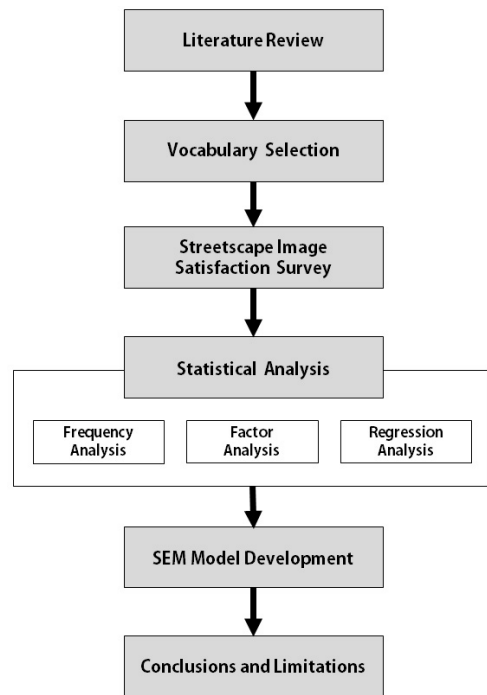 Literature Review
Vocabulary Selection
Streetscape Image
Satisfaction Survey
Statistical Analysis
Frequency
Analysis
Factor
Analysis
Regression
Analysis
SEM Model Development
Conclusions and Limitations